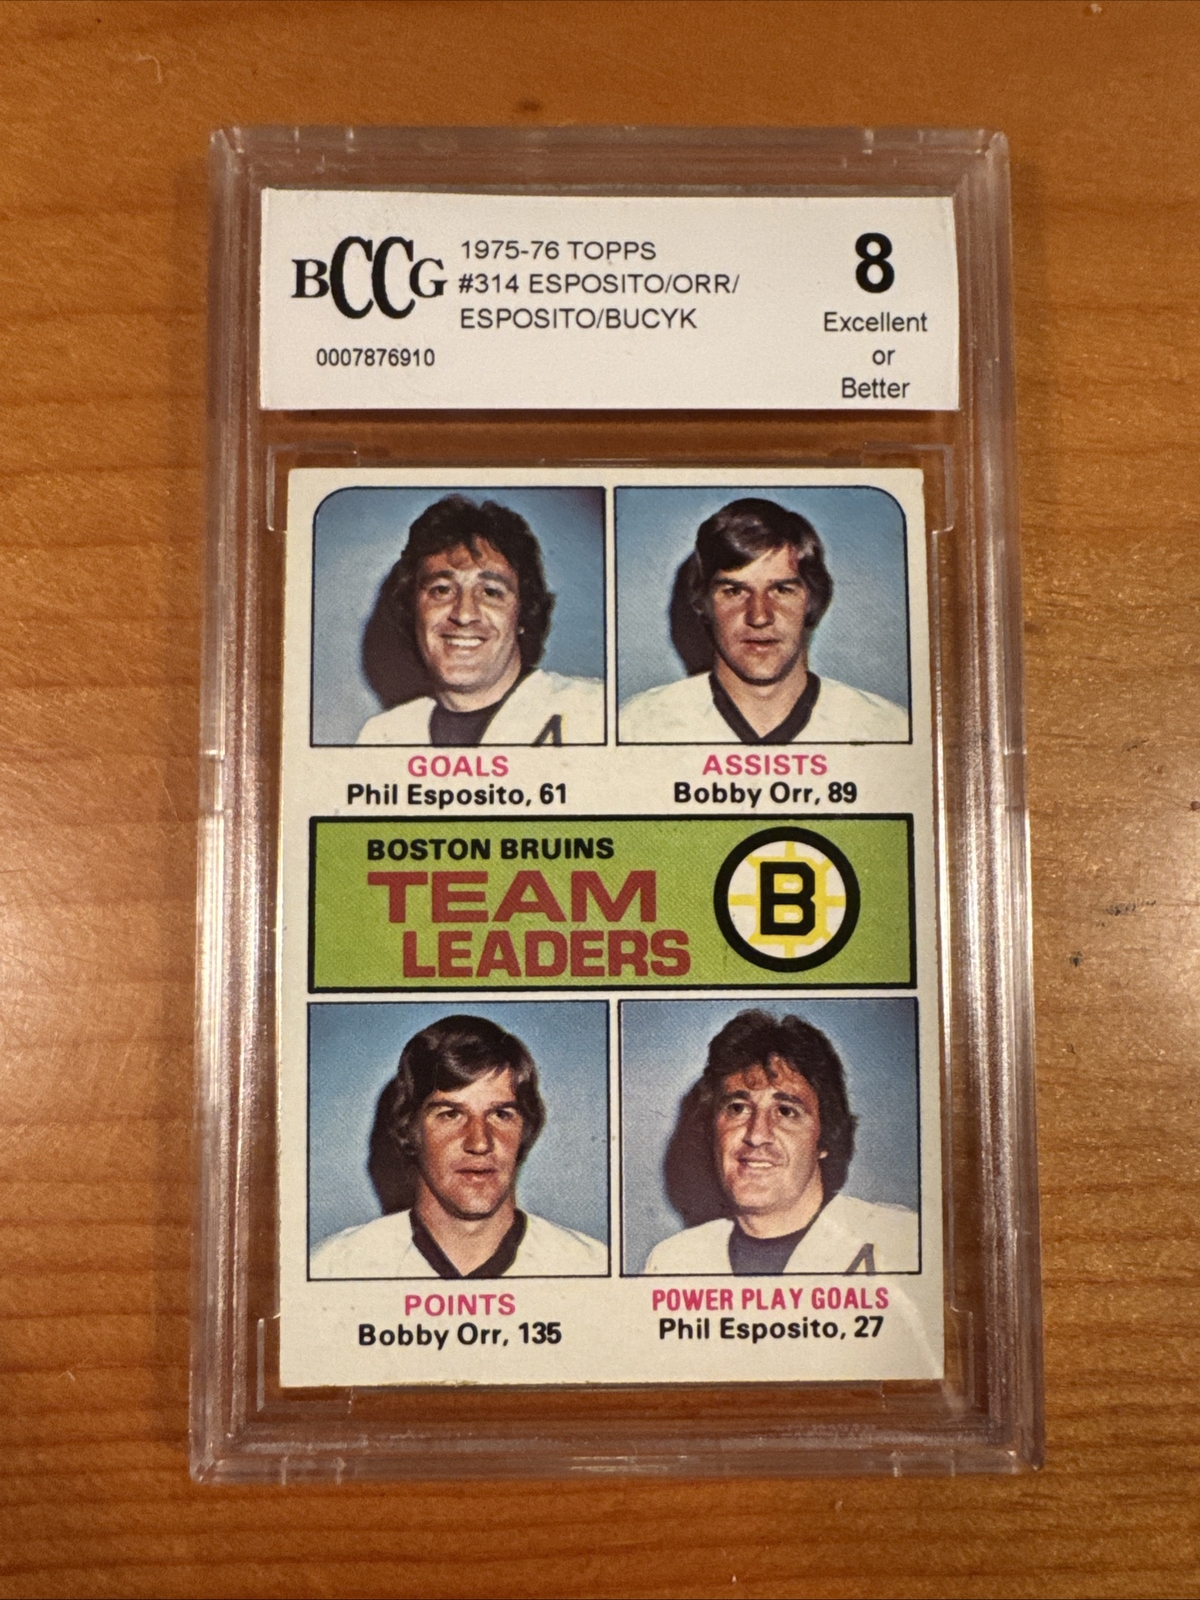 BCCG
1975-76 TOPPS
#314 ESPOSITO/ORR/
ESPOSITO/BUCYK
0007876910
8
Excellent
or
Better
GOALS
Phil Esposito, 61
ASSISTS
Bobby Orr, 89
BOSTON BRUINS
TEAM
LEADERS
B
POINTS
Bobby Orr, 135
POWER PLAY GOALS
Phil Esposito, 27
A
A